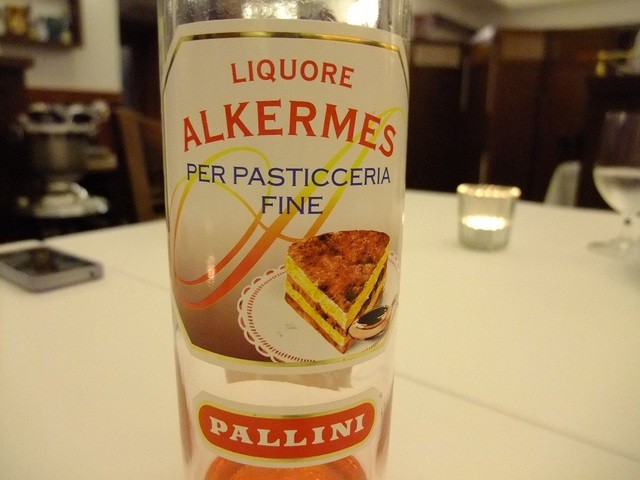 LIQUORE
ALKERMES
PER PASTICCERIA
FINE
PALLINI